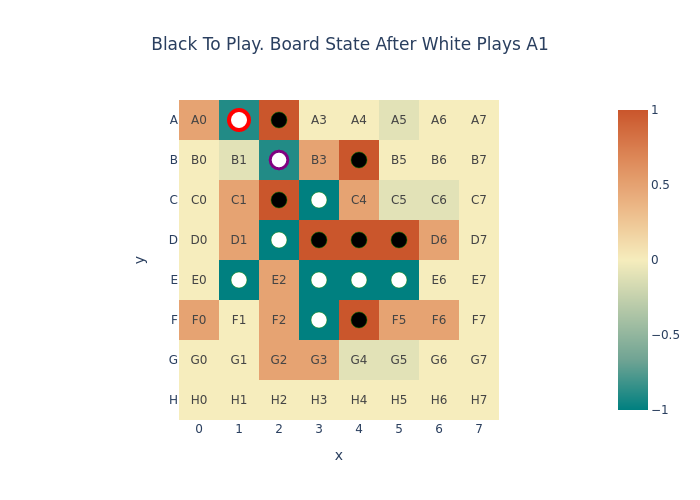 Black To Play. Board State After White Plays A1
A A0 A3 A4 A5 A6 A7
B B0 B1 B3 B5 B6 B7
C C0 C1 C4 C5 C6 C7
D D0 D1 D6 D7
E E0 E2 E6 E7
F F0 F1 F2 F5 F6 F7
G G0 G1 G2 G3 G4 G5 G6 G7
H H0 H1 H2 H3 H4 H5 H6 H7
0 1 2 3 4 5 6 7
x
y
1
0.5
0
−0.5
−1